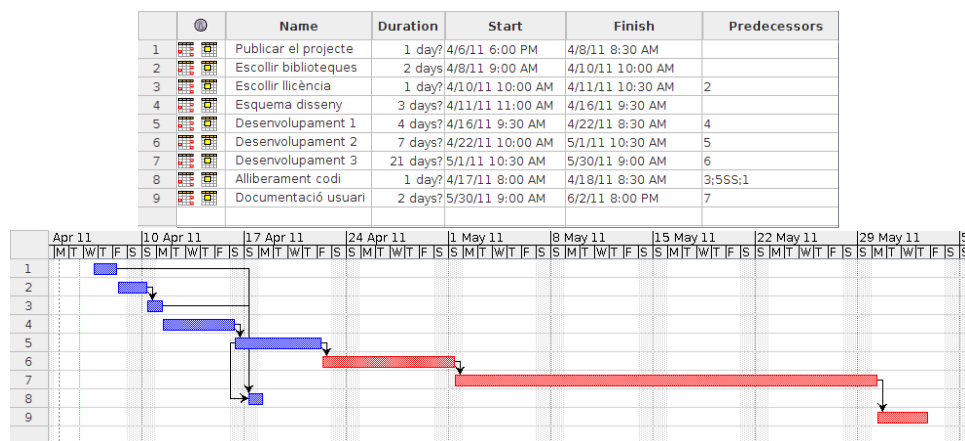 Name Duration Start Finish Predecessors
1 Publicar el projecte 1 day? 4/6/11 6:00 PM 4/8/11 8:30 AM
2 Escollir biblioteques 2 days 4/8/11 9:00 AM 4/10/11 10:00 AM
3 Escollir llicència 1 day? 4/10/11 10:00 AM 4/11/11 10:30 AM 2
4 Esquema disseny 3 days? 4/11/11 11:00 AM 4/16/11 9:30 AM
5 Desenvolupament 1 4 days? 4/16/11 9:30 AM 4/22/11 8:30 AM 4
6 Desenvolupament 2 7 days? 4/22/11 10:00 AM 5/1/11 10:30 AM 5
7 Desenvolupament 3 21 days? 5/1/11 10:30 AM 5/30/11 9:00 AM 6
8 Alliberament codi 1 day? 4/17/11 8:00 AM 4/18/11 8:30 AM 3;5SS;1
9 Documentació usuari 2 days? 5/30/11 9:00 AM 6/2/11 8:00 PM 7
Apr 11 10 Apr 11 17 Apr 11 24 Apr 11 1 May 11 8 May 11 15 May 11 22 May 11 29 May 11 5
M T W T F S S M T W T F S S M T W T F S S M T W T F S S M T W T F S S M T W T F S S M T W T F S S M T W T F S S M T W T F S S
1
2
3
4
5
6
7
8
9